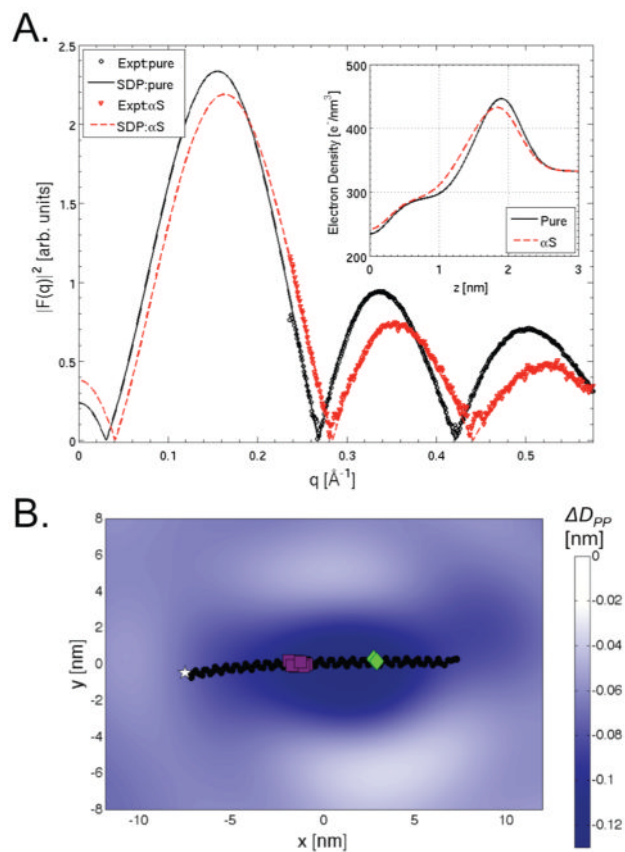 A.
2.5
2
1.5
1
0.5
0
|F(q)|² [arb. units]
0
0.1
0.2
0.3
0.4
0.5
q [Å⁻¹]
Expt:pure
SDP:pure
Expt:αS
SDP:αS
500
400
300
200
Electron Density [e⁻/nm³]
0
1
2
3
z [nm]
Pure
αS
B.
8
6
4
2
0
-2
-4
-6
-8
y [nm]
-10
-5
0
5
10
x [nm]
ΔD_PP
[nm]
0
-0.02
-0.04
-0.06
-0.08
-0.1
-0.12